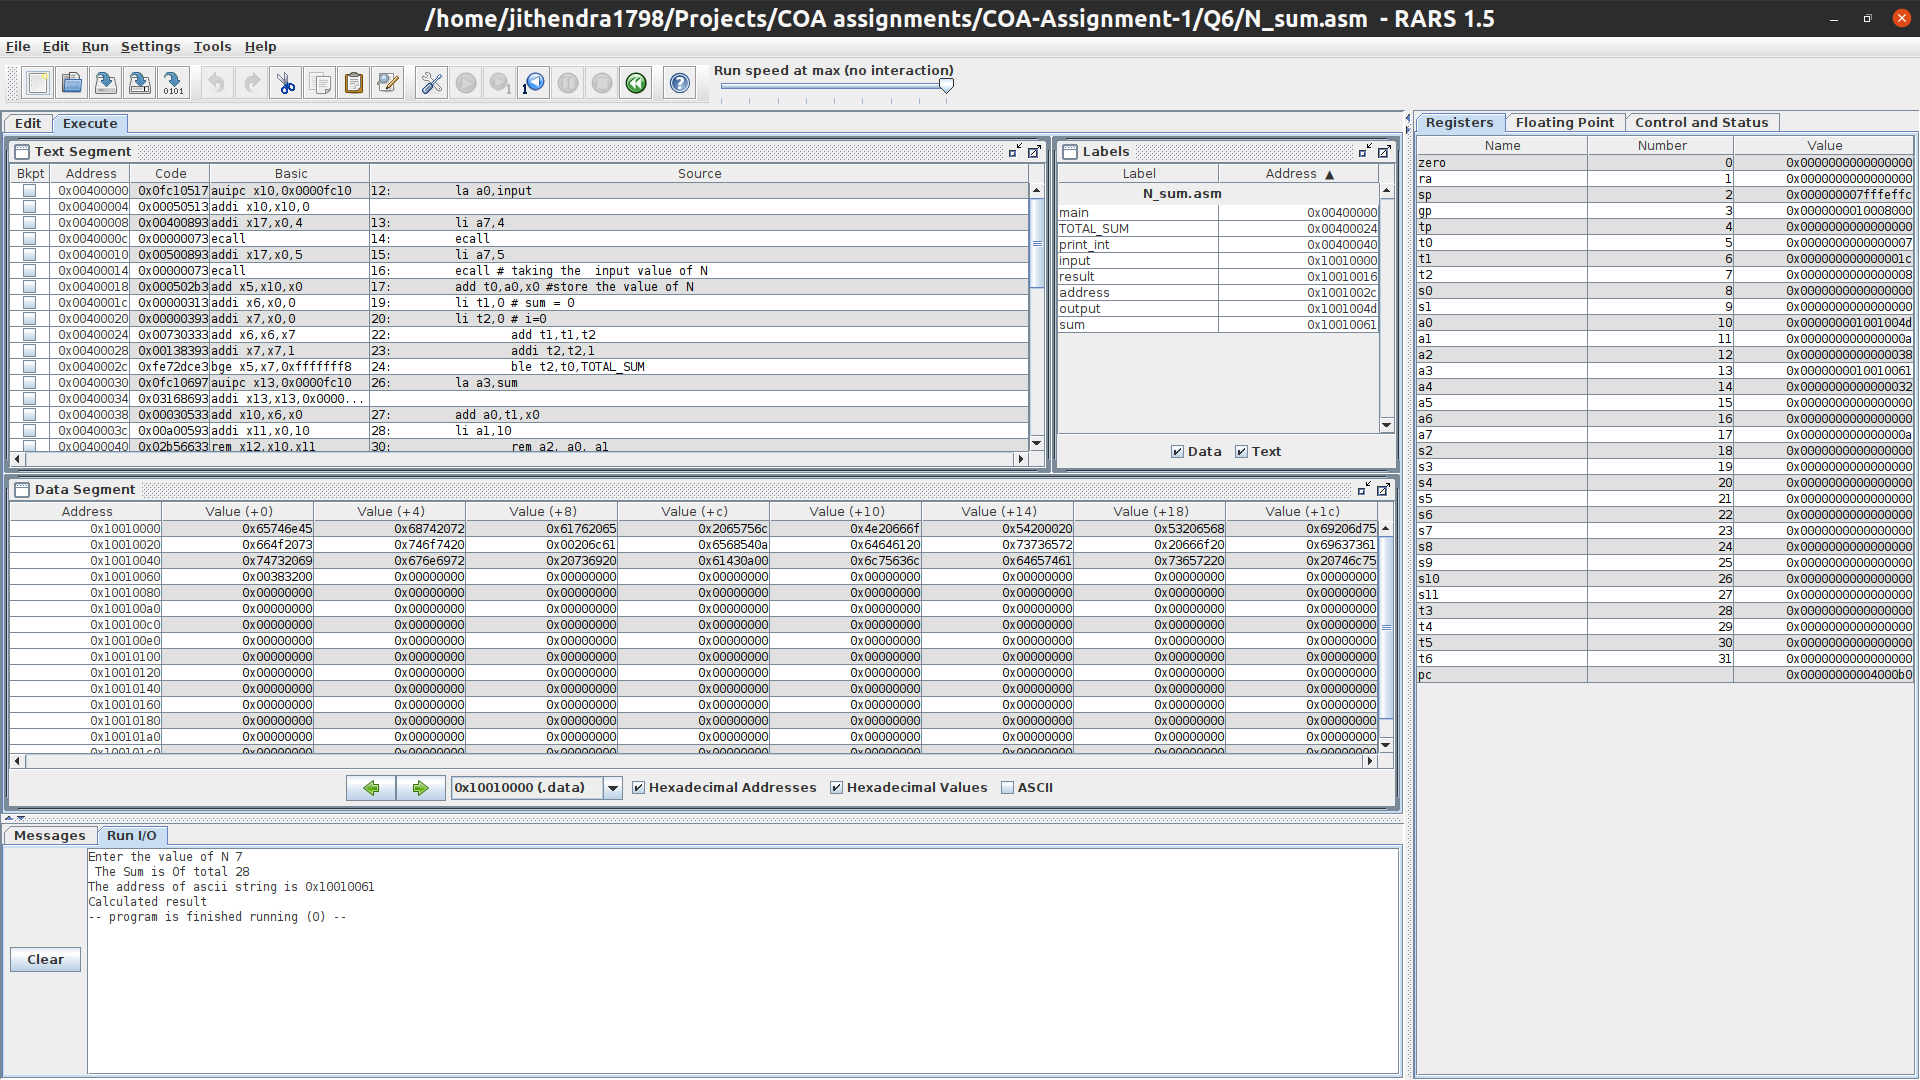 /home/jithendra1798/Projects/COA assignments/COA-Assignment-1/Q6/N_sum.asm - RARS 1.5
File Edit Run Settings Tools Help
Run speed at max (no interaction)
Edit Execute
Text Segment
Bkpt Address Code Basic Source
0x00400000 0x0fc10517 auipc x10,0x0000fc10 12: la a0,input
0x00400004 0x00050513 addi x10,x10,0
0x00400008 0x00400893 addi x17,x0,4 13: li a7,4
0x0040000c 0x00000073 ecall 14: ecall
0x00400010 0x00500893 addi x17,x0,5 15: li a7,5
0x00400014 0x00000073 ecall 16: ecall # taking the  input value of N
0x00400018 0x000502b3 add x5,x10,x0 17: add t0,a0,x0 #store the value of N
0x0040001c 0x00000313 addi x6,x0,0 19: li t1,0 # sum = 0
0x00400020 0x00000393 addi x7,x0,0 20: li t2,0 # i=0
0x00400024 0x00730333 add x6,x6,x7 22: add t1,t1,t2
0x00400028 0x00138393 addi x7,x7,1 23: addi t2,t2,1
0x0040002c 0xfe72dce3 bge x5,x7,0xfffffff8 24: ble t2,t0,TOTAL_SUM
0x00400030 0x0fc10697 auipc x13,0x0000fc10 26: la a3,sum
0x00400034 0x03168693 addi x13,x13,0x0000...
0x00400038 0x00030533 add x10,x6,x0 27: add a0,t1,x0
0x0040003c 0x00a00593 addi x11,x0,10 28: li a1,10
0x00400040 0x02b56633 rem x12,x10,x11 30: rem a2, a0, a1
Labels
Label Address ▲
N_sum.asm
main 0x00400000
TOTAL_SUM 0x00400024
print_int 0x00400040
input 0x10010000
result 0x10010016
address 0x1001002c
output 0x1001004d
sum 0x10010061
Data Text
Data Segment
Address Value (+0) Value (+4) Value (+8) Value (+c) Value (+10) Value (+14) Value (+18) Value (+1c)
0x10010000 0x65746e45 0x68742072 0x61762065 0x2065756c 0x4e20666f 0x54200020 0x53206568 0x69206d75
0x10010020 0x664f2073 0x746f7420 0x00206c61 0x6568540a 0x64646120 0x73736572 0x20666f20 0x69637361
0x10010040 0x74732069 0x676e6972 0x20736920 0x61430a00 0x6c75636c 0x64657461 0x73657220 0x20746c75
0x10010060 0x00383200 0x00000000 0x00000000 0x00000000 0x00000000 0x00000000 0x00000000 0x00000000
0x10010080 0x00000000 0x00000000 0x00000000 0x00000000 0x00000000 0x00000000 0x00000000 0x00000000
0x100100a0 0x00000000 0x00000000 0x00000000 0x00000000 0x00000000 0x00000000 0x00000000 0x00000000
0x100100c0 0x00000000 0x00000000 0x00000000 0x00000000 0x00000000 0x00000000 0x00000000 0x00000000
0x100100e0 0x00000000 0x00000000 0x00000000 0x00000000 0x00000000 0x00000000 0x00000000 0x00000000
0x10010100 0x00000000 0x00000000 0x00000000 0x00000000 0x00000000 0x00000000 0x00000000 0x00000000
0x10010120 0x00000000 0x00000000 0x00000000 0x00000000 0x00000000 0x00000000 0x00000000 0x00000000
0x10010140 0x00000000 0x00000000 0x00000000 0x00000000 0x00000000 0x00000000 0x00000000 0x00000000
0x10010160 0x00000000 0x00000000 0x00000000 0x00000000 0x00000000 0x00000000 0x00000000 0x00000000
0x10010180 0x00000000 0x00000000 0x00000000 0x00000000 0x00000000 0x00000000 0x00000000 0x00000000
0x100101a0 0x00000000 0x00000000 0x00000000 0x00000000 0x00000000 0x00000000 0x00000000 0x00000000
0x100101c0 0x00000000 0x00000000 0x00000000 0x00000000 0x00000000 0x00000000 0x00000000 0x00000000
0x10010000 (.data) Hexadecimal Addresses Hexadecimal Values ASCII
Messages Run I/O
Clear
Enter the value of N 7
The Sum is Of total 28
The address of ascii string is 0x10010061
Calculated result
-- program is finished running (0) --
Registers Floating Point Control and Status
Name Number Value
zero 0 0x0000000000000000
ra 1 0x0000000000000000
sp 2 0x000000007fffeffc
gp 3 0x0000000010008000
tp 4 0x0000000000000000
t0 5 0x0000000000000007
t1 6 0x000000000000001c
t2 7 0x0000000000000008
s0 8 0x0000000000000000
s1 9 0x0000000000000000
a0 10 0x000000001001004d
a1 11 0x000000000000000a
a2 12 0x0000000000000038
a3 13 0x0000000010010061
a4 14 0x0000000000000032
a5 15 0x0000000000000000
a6 16 0x0000000000000000
a7 17 0x000000000000000a
s2 18 0x0000000000000000
s3 19 0x0000000000000000
s4 20 0x0000000000000000
s5 21 0x0000000000000000
s6 22 0x0000000000000000
s7 23 0x0000000000000000
s8 24 0x0000000000000000
s9 25 0x0000000000000000
s10 26 0x0000000000000000
s11 27 0x0000000000000000
t3 28 0x0000000000000000
t4 29 0x0000000000000000
t5 30 0x0000000000000000
t6 31 0x0000000000000000
pc 0x00000000004000b0